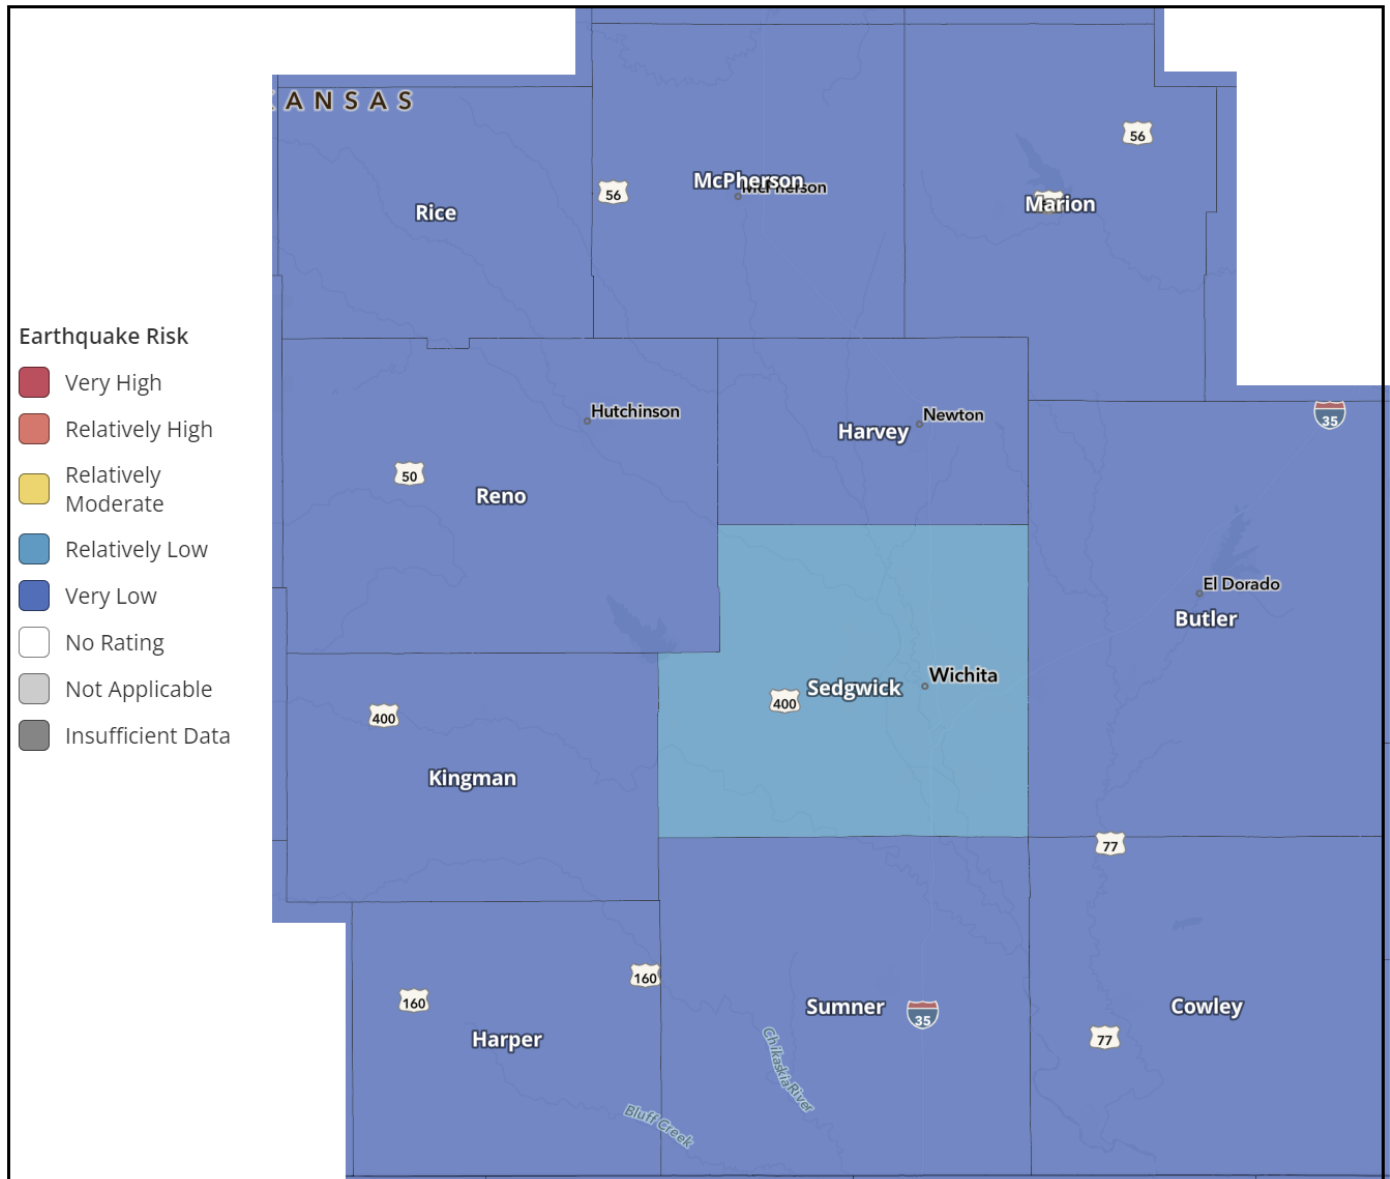 KANSAS
56
56
McPherson
McPherson
Marion
Rice
Earthquake Risk
Very High
Relatively High
Relatively
Moderate
Relatively Low
Very Low
No Rating
Not Applicable
Insufficient Data
Hutchinson
Newton
35
Harvey
50
Reno
El Dorado
Butler
Wichita
Sedgwick
400
400
Kingman
77
160
160
Sumner
35
Cowley
Harper
77
Chikaskia River
Bluff Creek